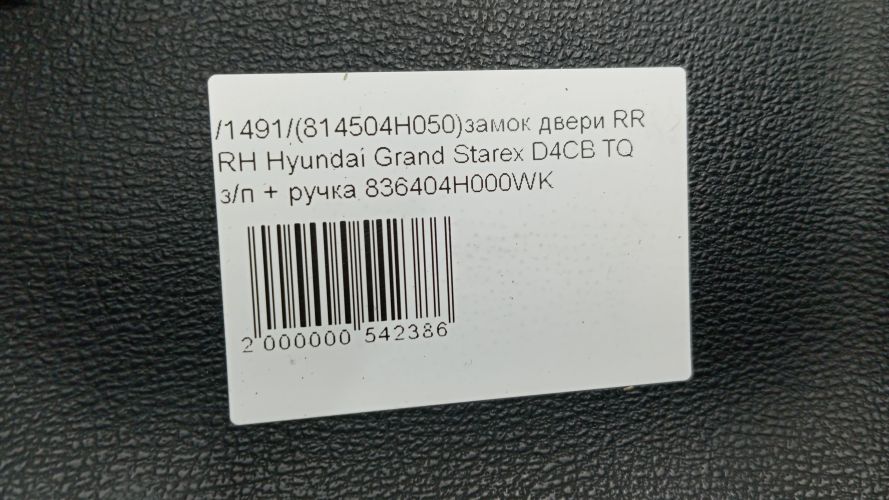 /1491/(814504H050)замок двери RR
RH Hyundai Grand Starex D4CB TQ
з/п + ручка 836404H000WK
2 000000 542386